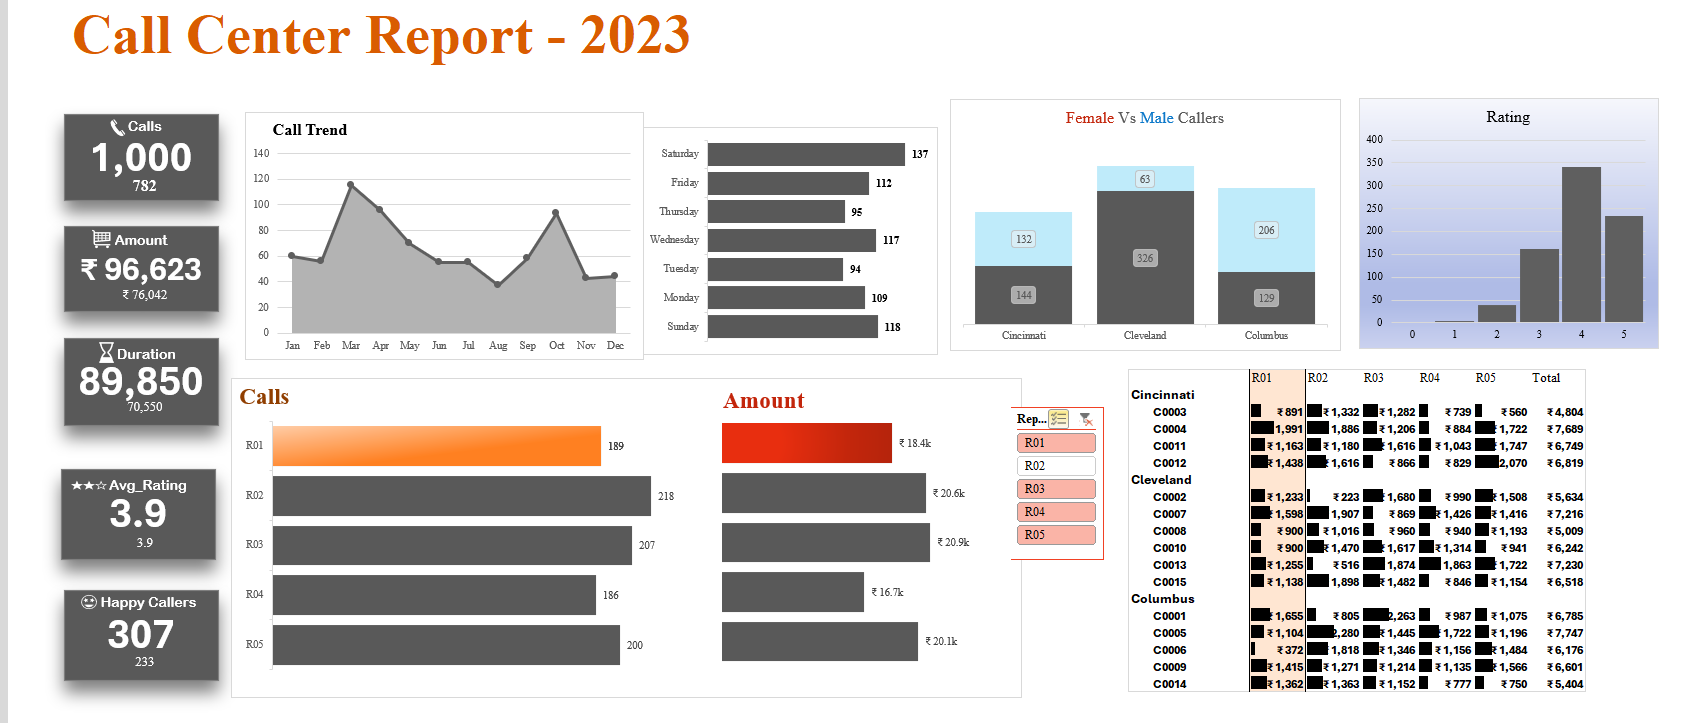 Call Center Report - 2023
Calls
1,000
782
Amount
₹ 96,623
₹ 76,042
Duration
89,850
70,550
Avg_Rating
3.9
3.9
Happy Callers
307
233
Call Trend
140
120
100
80
60
40
20
0
Jan Feb Mar Apr May Jun Jul Aug Sep Oct Nov Dec
Saturday 137
Friday 112
Thursday 95
Wednesday 117
Tuesday 94
Monday 109
Sunday 118
Female Vs Male Callers
132 63 206
144 326 129
Cincinnati Cleveland Columbus
Rating
400
350
300
250
200
150
100
50
0
0 1 2 3 4 5
Calls
R01 189
R02 218
R03 207
R04 186
R05 200
Amount
₹ 18.4k
₹ 20.6k
₹ 20.9k
₹ 16.7k
₹ 20.1k
Rep...
R01
R02
R03
R04
R05
R01 R02 R03 R04 R05 Total
Cincinnati
C0003 ₹ 891 ₹ 1,332 ₹ 1,282 ₹ 739 ₹ 560 ₹ 4,804
C0004 1,991 1,886 ₹ 1,206 ₹ 884 ₹ 1,722 ₹ 7,689
C0011 ₹ 1,163 ₹ 1,180 ₹ 1,616 ₹ 1,043 ₹ 1,747 ₹ 6,749
C0012 ₹ 1,438 ₹ 1,616 ₹ 866 ₹ 829 2,070 ₹ 6,819
Cleveland
C0002 ₹ 1,233 ₹ 223 ₹ 1,680 ₹ 990 ₹ 1,508 ₹ 5,634
C0007 ₹ 1,598 1,907 ₹ 869 ₹ 1,426 ₹ 1,416 ₹ 7,216
C0008 ₹ 900 ₹ 1,016 ₹ 960 ₹ 940 ₹ 1,193 ₹ 5,009
C0010 ₹ 900 ₹ 1,470 ₹ 1,617 ₹ 1,314 ₹ 941 ₹ 6,242
C0013 ₹ 1,255 ₹ 516 1,874 1,863 ₹ 1,722 ₹ 7,230
C0015 ₹ 1,138 1,898 ₹ 1,482 ₹ 846 ₹ 1,154 ₹ 6,518
Columbus
C0001 ₹ 1,655 ₹ 805 2,263 ₹ 987 ₹ 1,075 ₹ 6,785
C0005 ₹ 1,104 2,280 ₹ 1,445 ₹ 1,722 ₹ 1,196 ₹ 7,747
C0006 ₹ 372 ₹ 1,818 ₹ 1,346 ₹ 1,156 ₹ 1,484 ₹ 6,176
C0009 ₹ 1,415 ₹ 1,271 ₹ 1,214 ₹ 1,135 ₹ 1,566 ₹ 6,601
C0014 ₹ 1,362 ₹ 1,363 ₹ 1,152 ₹ 777 ₹ 750 ₹ 5,404